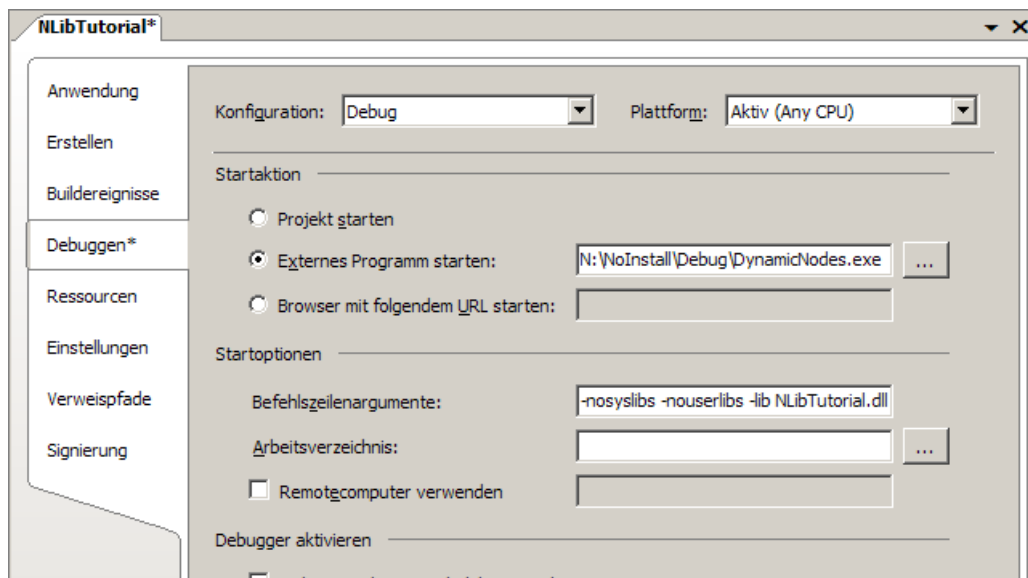 NLibTutorial*
Anwendung
Erstellen
Buildereignisse
Debuggen*
Ressourcen
Einstellungen
Verweispfade
Signierung
Konfiguration: Debug Plattform: Aktiv (Any CPU)
Startaktion
Projekt starten
Externes Programm starten: N:\NoInstall\Debug\DynamicNodes.exe ...
Browser mit folgendem URL starten:
Startoptionen
Befehlszeilenargumente: -nosyslibs -nouserlibs -lib NLibTutorial.dll
Arbeitsverzeichnis: ...
Remotecomputer verwenden
Debugger aktivieren